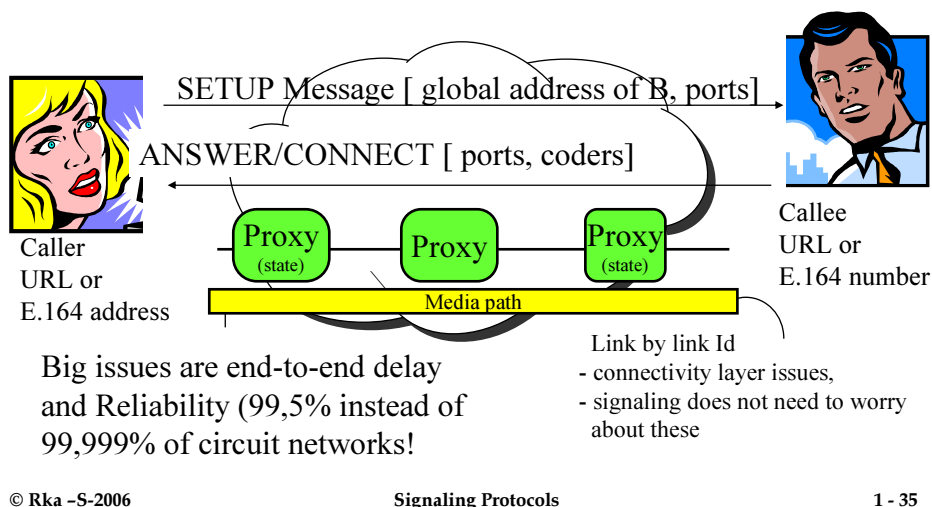 SETUP Message [ global address of B, ports]
ANSWER/CONNECT [ ports, coders]
Caller
URL or
E.164 address
Proxy
(state)
Proxy
Proxy
(state)
Callee
URL or
E.164 number
Media path
Big issues are end-to-end delay
and Reliability (99,5% instead of
99,999% of circuit networks!
Link by link Id
- connectivity layer issues,
- signaling does not need to worry
about these
© Rka –S-2006
Signaling Protocols
1 - 35